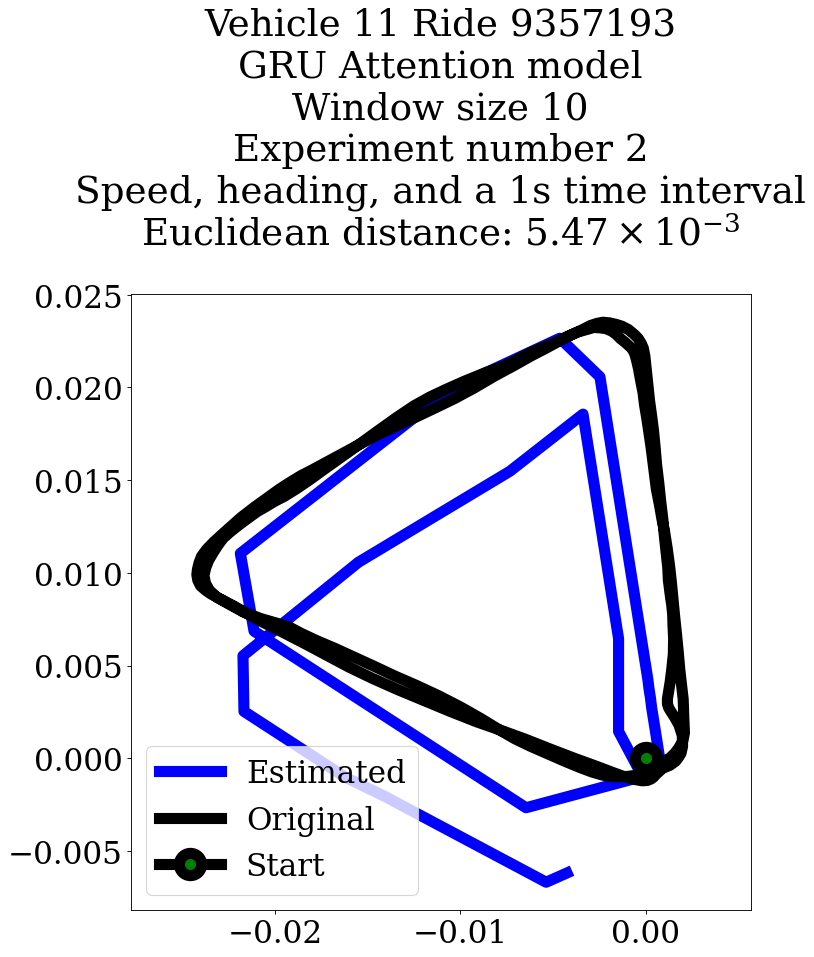 Vehicle 11 Ride 9357193
GRU Attention model
Window size 10
Experiment number 2
Speed, heading, and a 1s time interval
Euclidean distance: 5.47 × 10⁻³
0.025
0.020
0.015
0.010
0.005
0.000
−0.005
Estimated
Original
Start
−0.02
−0.01
0.00